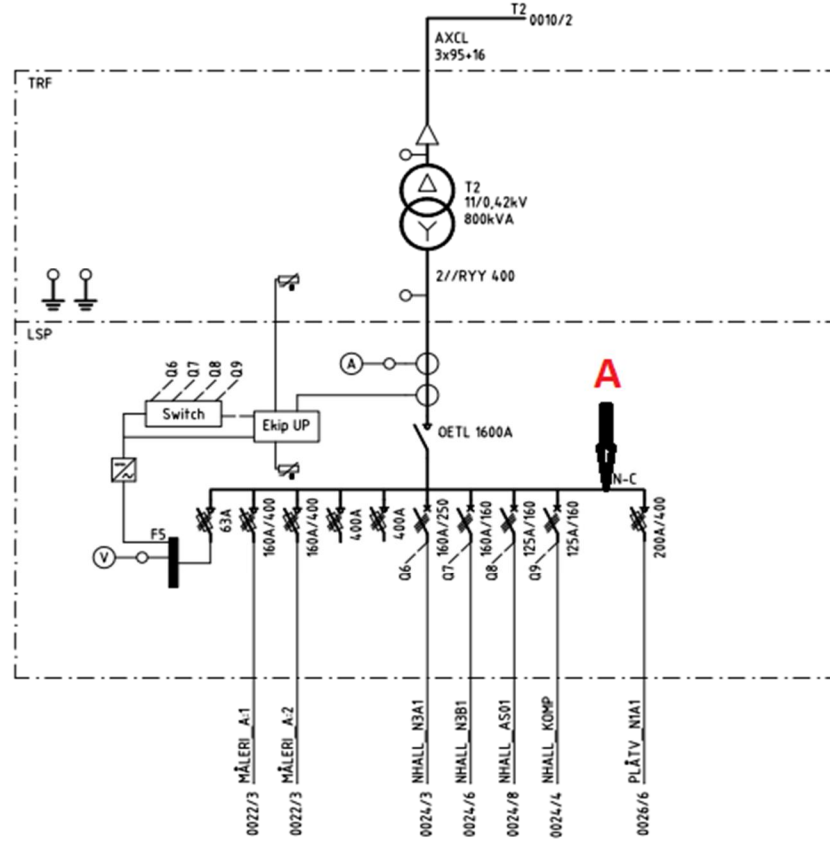 T2
0010/2
AXCL
3x95+16
TRF
T2
11/0,42kV
800kVA
2//RYY 400
LSP
Q6
Q7
Q8
Q9
A
A
Switch
Ekip UP
OETL 1600A
N-C
F5
V
63A
160A/400
160A/400
400A
400A
160A/250
160A/160
125A/160
125A/160
200A/400
Q6
Q7
Q8
Q9
MÅLERI_A:1
MÅLERI_A:2
NHALL_N3A1
NHALL_N3B1
NHALL_AS01
NHALL_KOMP
PLÅTV_N1A1
0022/3
0022/3
0024/3
0024/6
0024/8
0024/4
0026/6